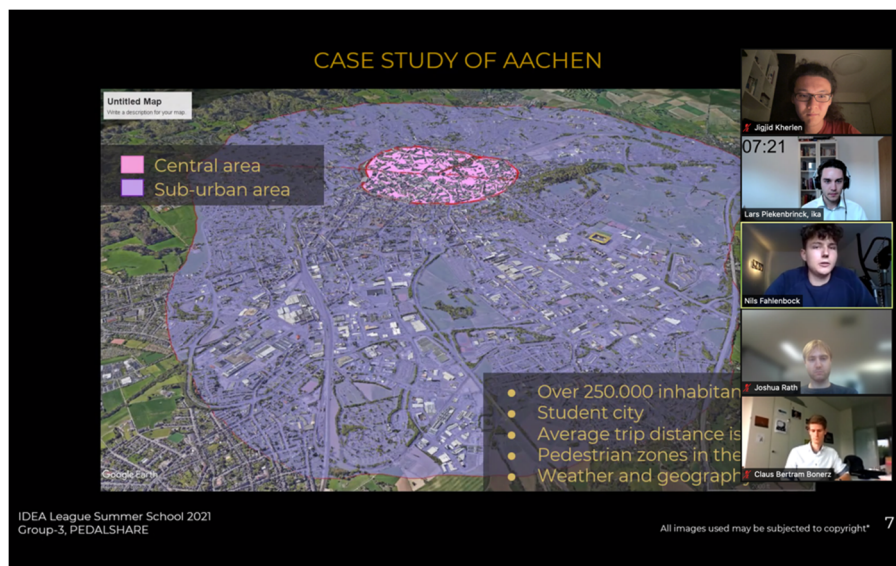 CASE STUDY OF AACHEN
Untitled Map
Write a description for your map.
Central area
Sub-urban area
Jigjid Kherlen
07:21
Lars Piekenbrinck, ika
Nils Fahlenbock
Joshua Rath
Claus Bertram Bonerz
Over 250.000 inhabitan
Student city
Average trip distance is
Pedestrian zones in the
Weather and geograph
Google Earth
IDEA League Summer School 2021
Group-3, PEDALSHARE
All images used may be subjected to copyright*
7